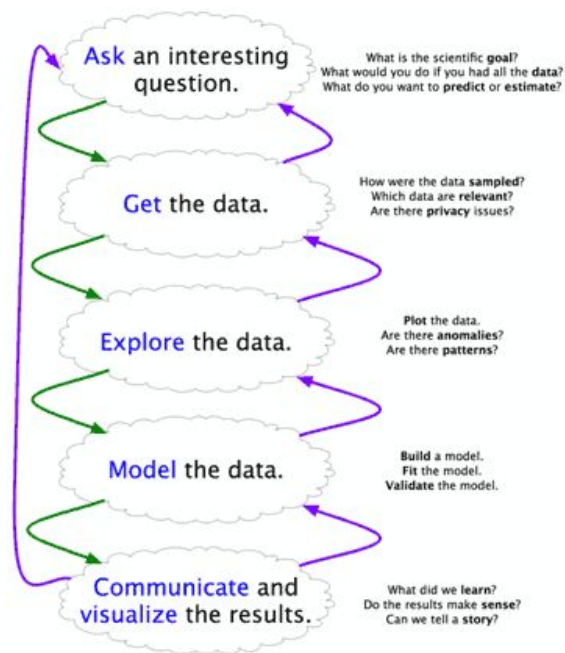 Ask an interesting
question.
What is the scientific goal?
What would you do if you had all the data?
What do you want to predict or estimate?
Get the data.
How were the data sampled?
Which data are relevant?
Are there privacy issues?
Explore the data.
Plot the data.
Are there anomalies?
Are there patterns?
Model the data.
Build a model.
Fit the model.
Validate the model.
Communicate and
visualize the results.
What did we learn?
Do the results make sense?
Can we tell a story?